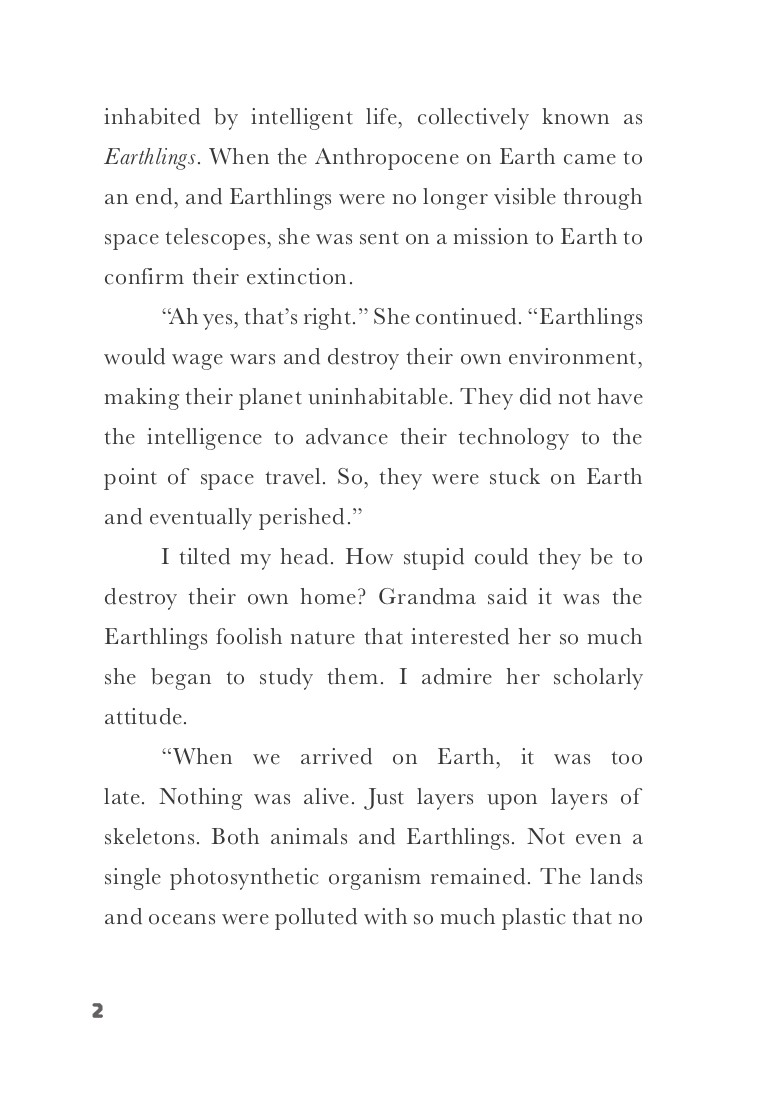 inhabited by intelligent life, collectively known as
Earthlings. When the Anthropocene on Earth came to
an end, and Earthlings were no longer visible through
space telescopes, she was sent on a mission to Earth to
confirm their extinction.
“Ah yes, that’s right.” She continued. “Earthlings
would wage wars and destroy their own environment,
making their planet uninhabitable. They did not have
the intelligence to advance their technology to the
point of space travel. So, they were stuck on Earth
and eventually perished.”
I tilted my head. How stupid could they be to
destroy their own home? Grandma said it was the
Earthlings foolish nature that interested her so much
she began to study them. I admire her scholarly
attitude.
“When we arrived on Earth, it was too
late. Nothing was alive. Just layers upon layers of
skeletons. Both animals and Earthlings. Not even a
single photosynthetic organism remained. The lands
and oceans were polluted with so much plastic that no
2